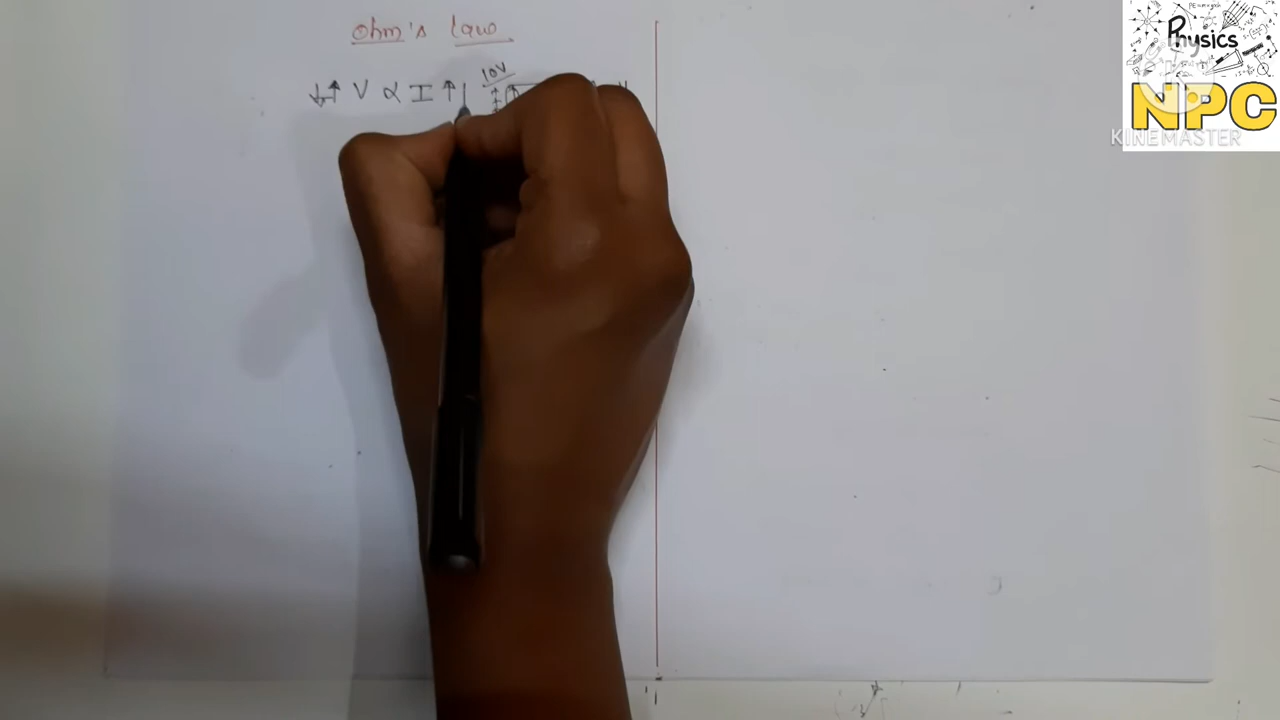 Ohm's law
10V
↓↑ V ∝ I ↑
Physics
NPC
KINEMASTER